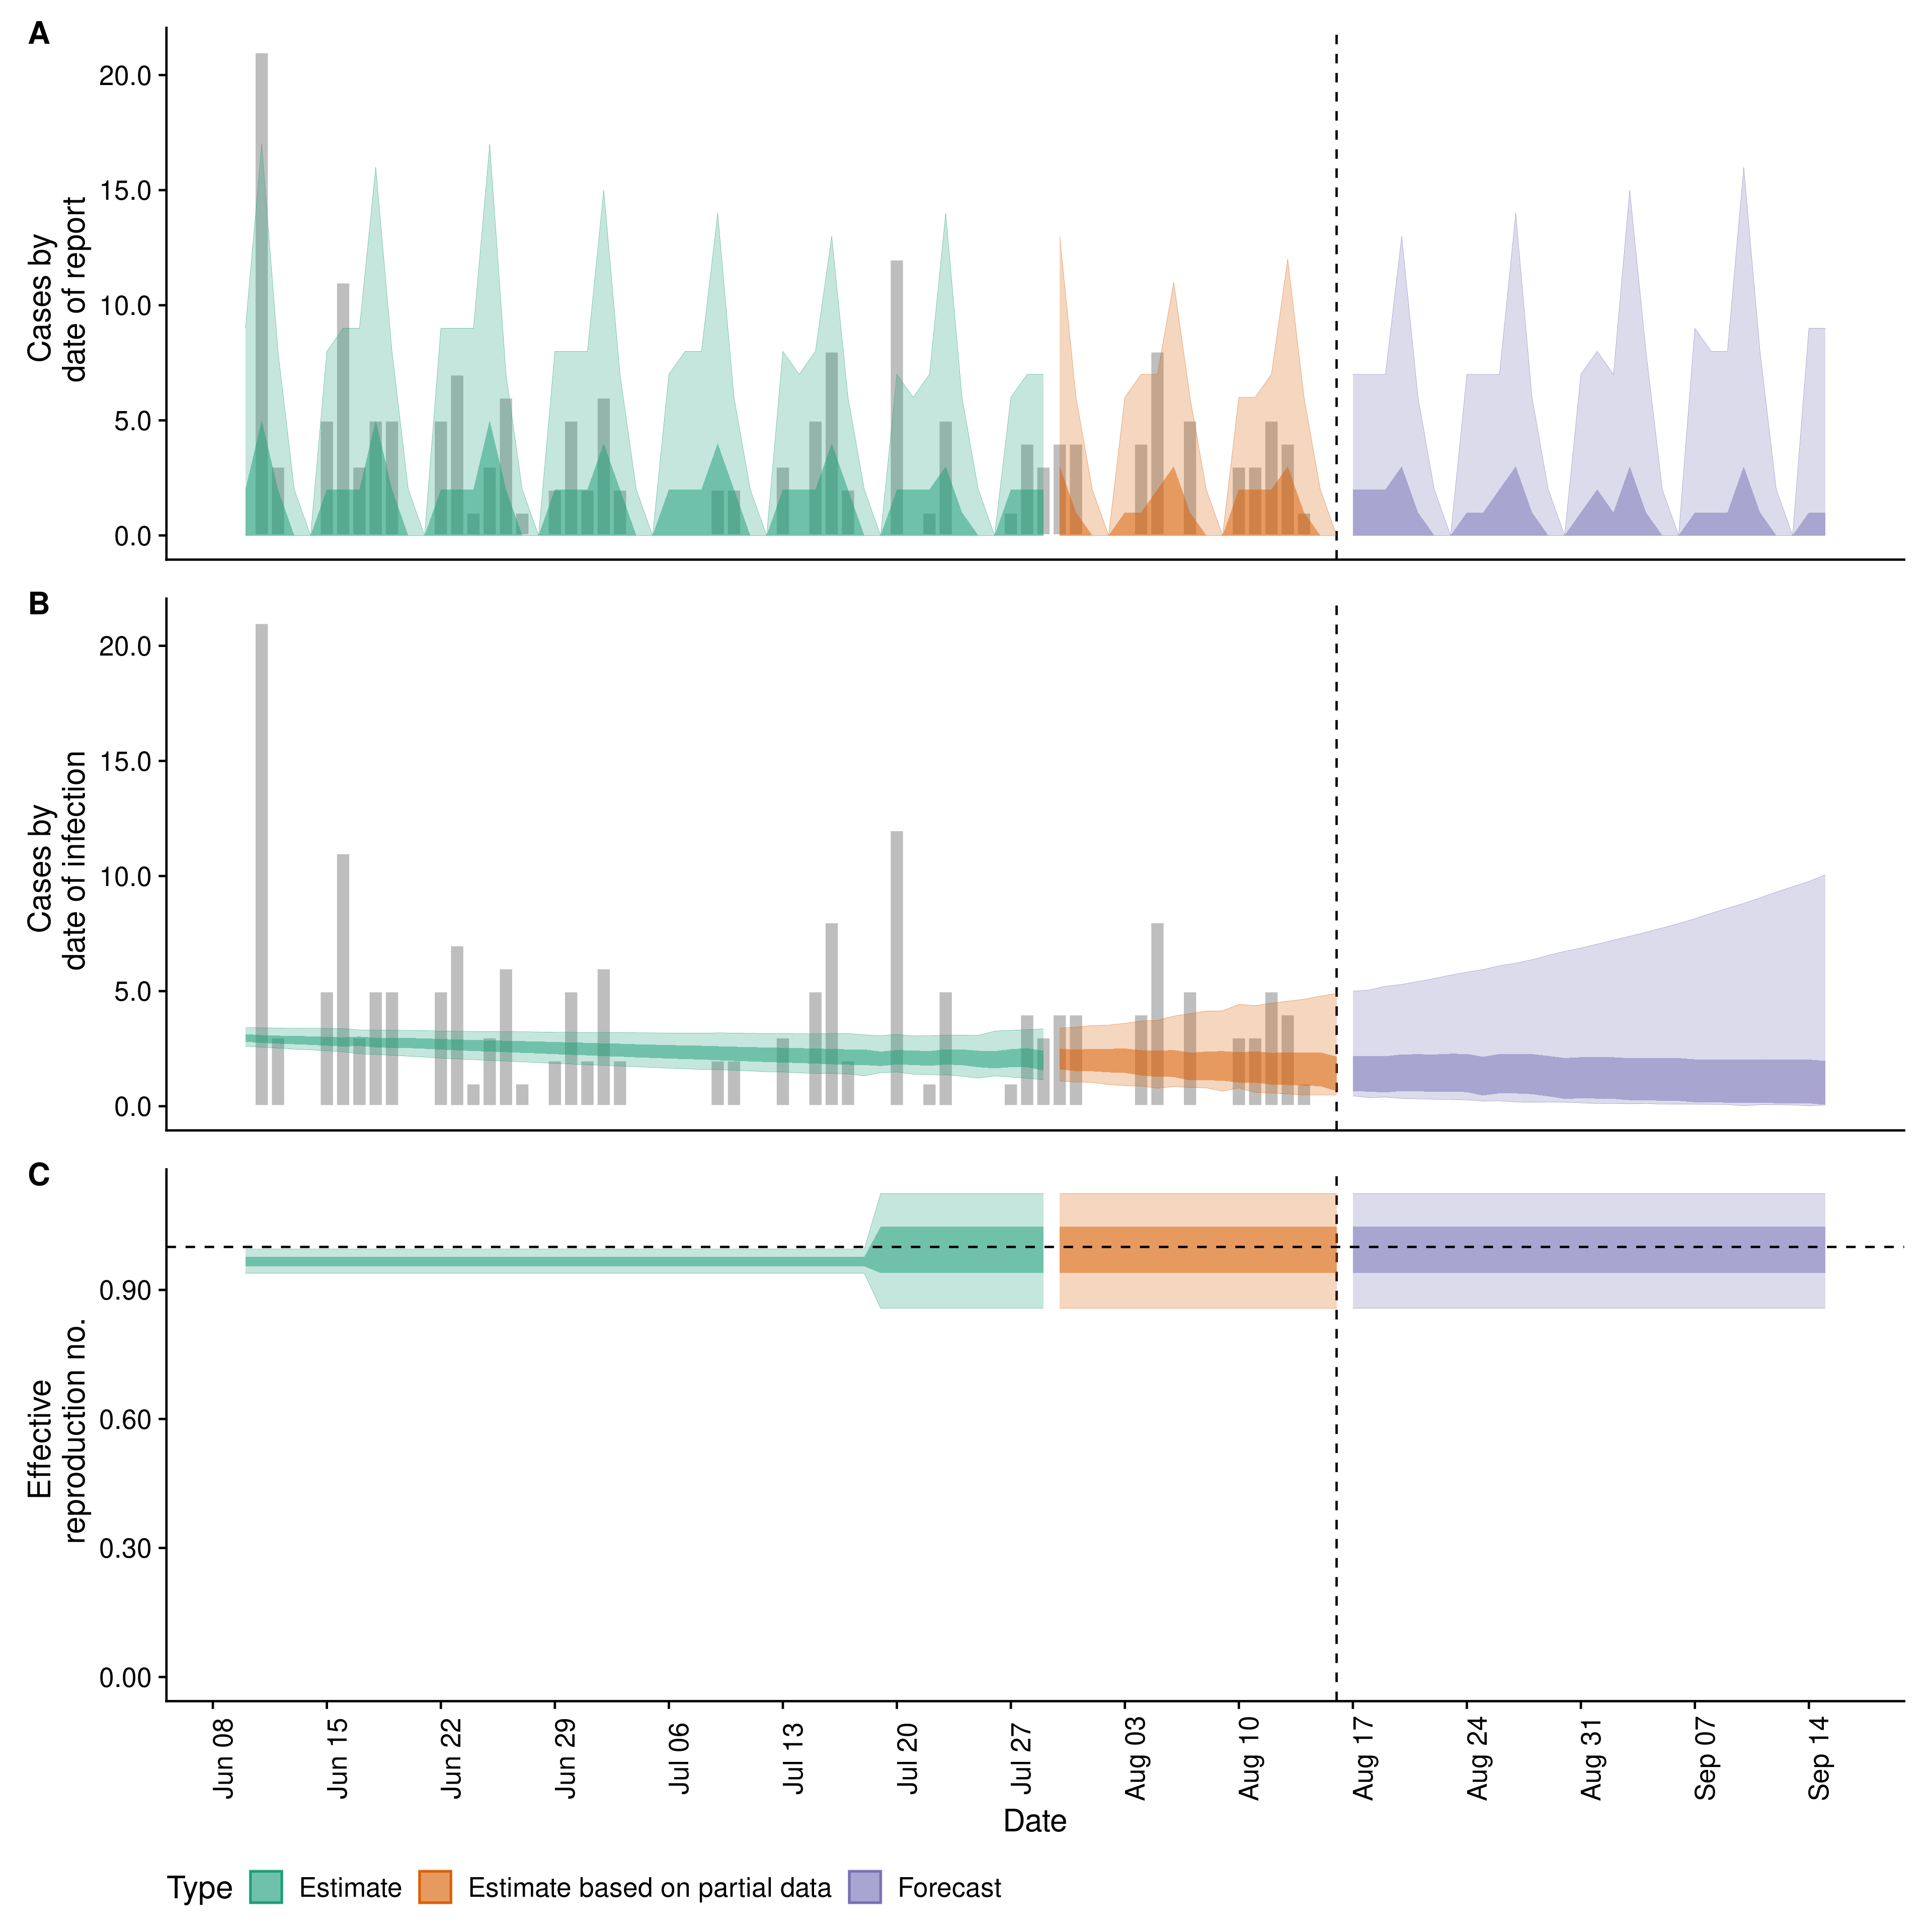 A
20.0
15.0
10.0
5.0
0.0
Cases by
date of report
B
20.0
15.0
10.0
5.0
0.0
Cases by
date of infection
C
0.90
0.60
0.30
0.00
Effective
reproduction no.
Jun 08
Jun 15
Jun 22
Jun 29
Jul 06
Jul 13
Jul 20
Jul 27
Aug 03
Aug 10
Aug 17
Aug 24
Aug 31
Sep 07
Sep 14
Date
Type Estimate Estimate based on partial data Forecast